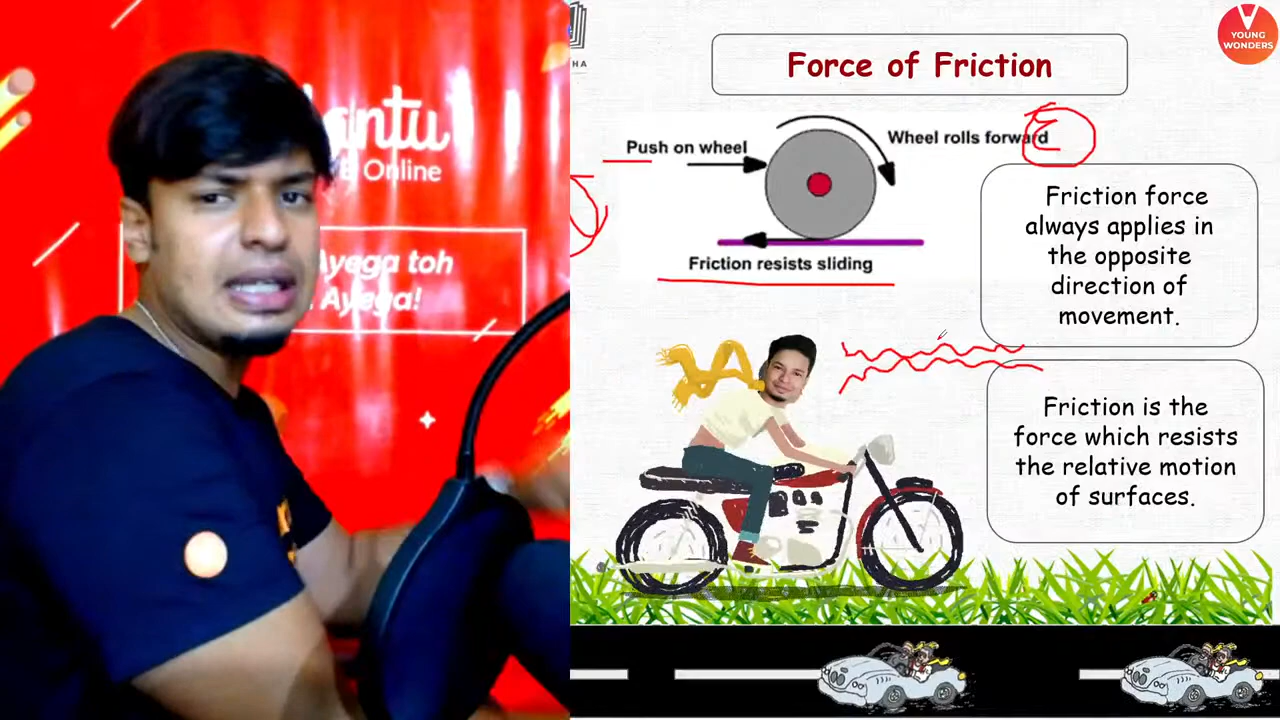 YOUNG
WONDERS
HA
Force of Friction
antu
Online
Ayega toh
Ayega!
Push on wheel
Wheel rolls forward
Friction resists sliding
Friction force
always applies in
the opposite
direction of
movement.
Friction is the
force which resists
the relative motion
of surfaces.